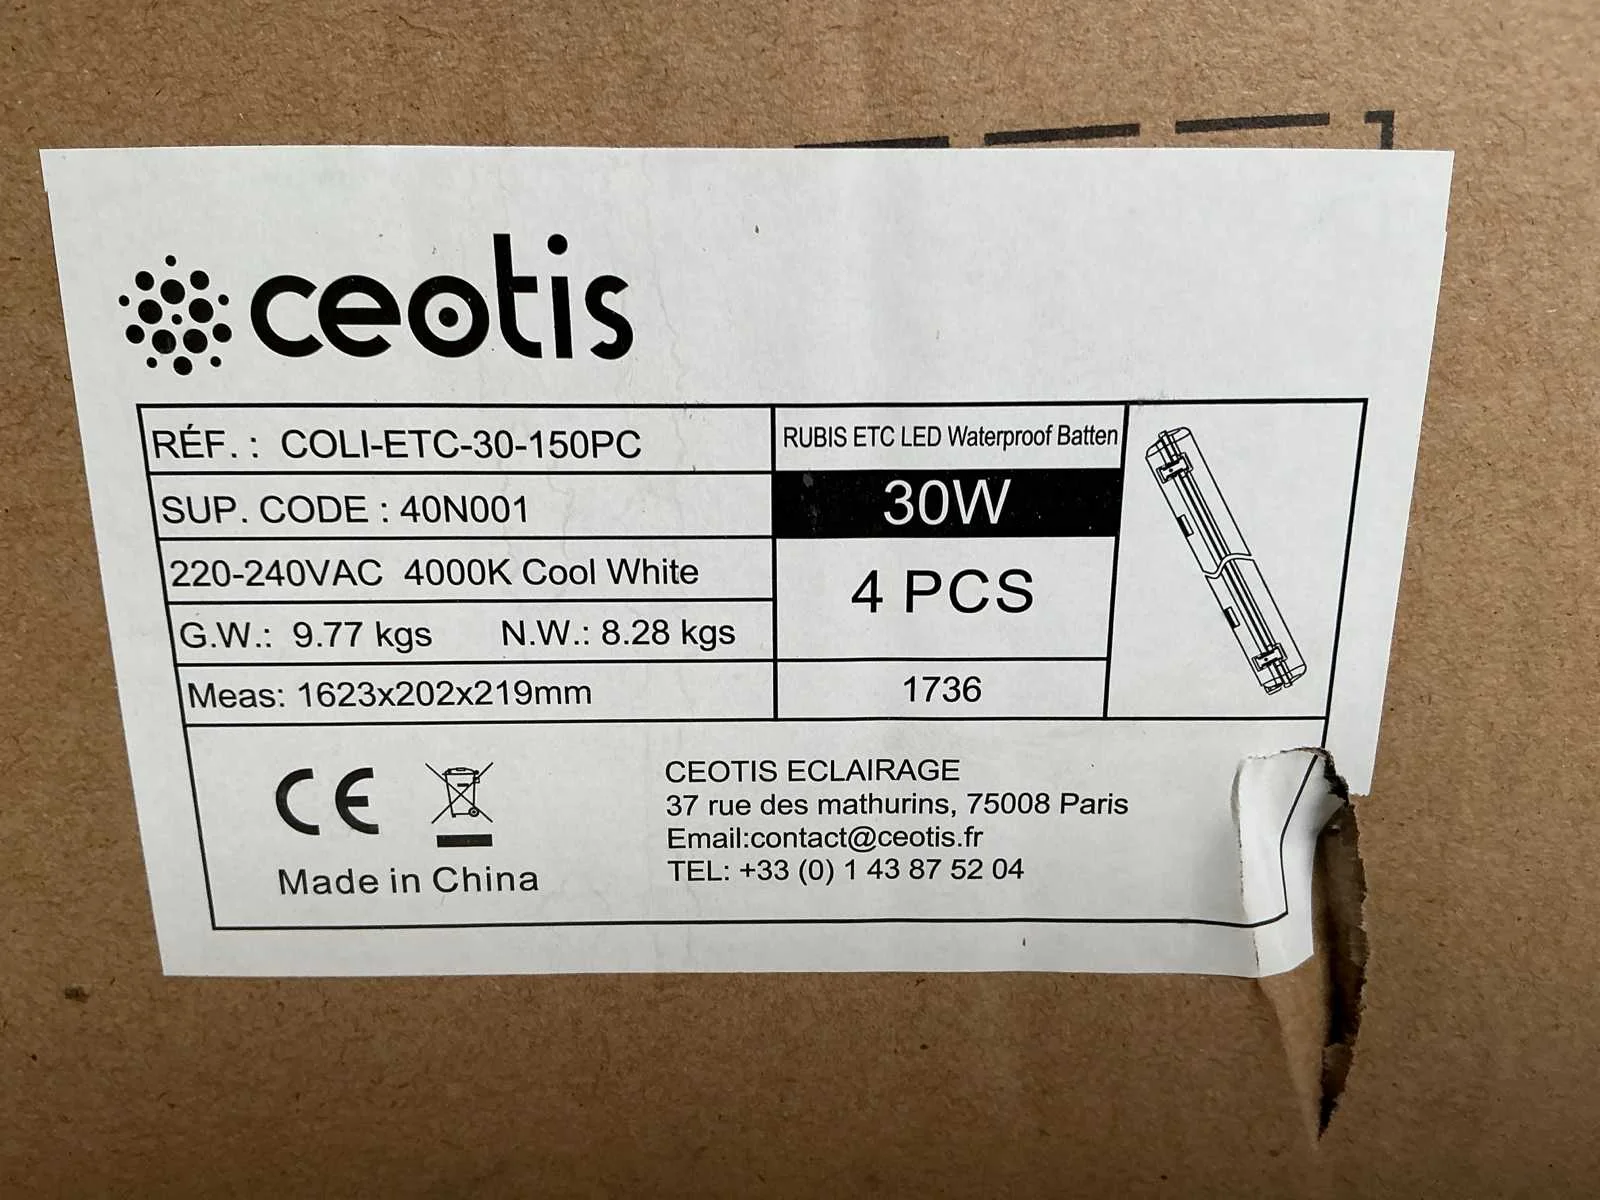 ceotis
RÉF. : COLI-ETC-30-150PC
SUP. CODE : 40N001
220-240VAC 4000K Cool White
G.W.: 9.77 kgs N.W.: 8.28 kgs
Meas: 1623x202x219mm
RUBIS ETC LED Waterproof Batten
30W
4 PCS
1736
CE
Made in China
CEOTIS ECLAIRAGE
37 rue des mathurins, 75008 Paris
Email:contact@ceotis.fr
TEL: +33 (0) 1 43 87 52 04